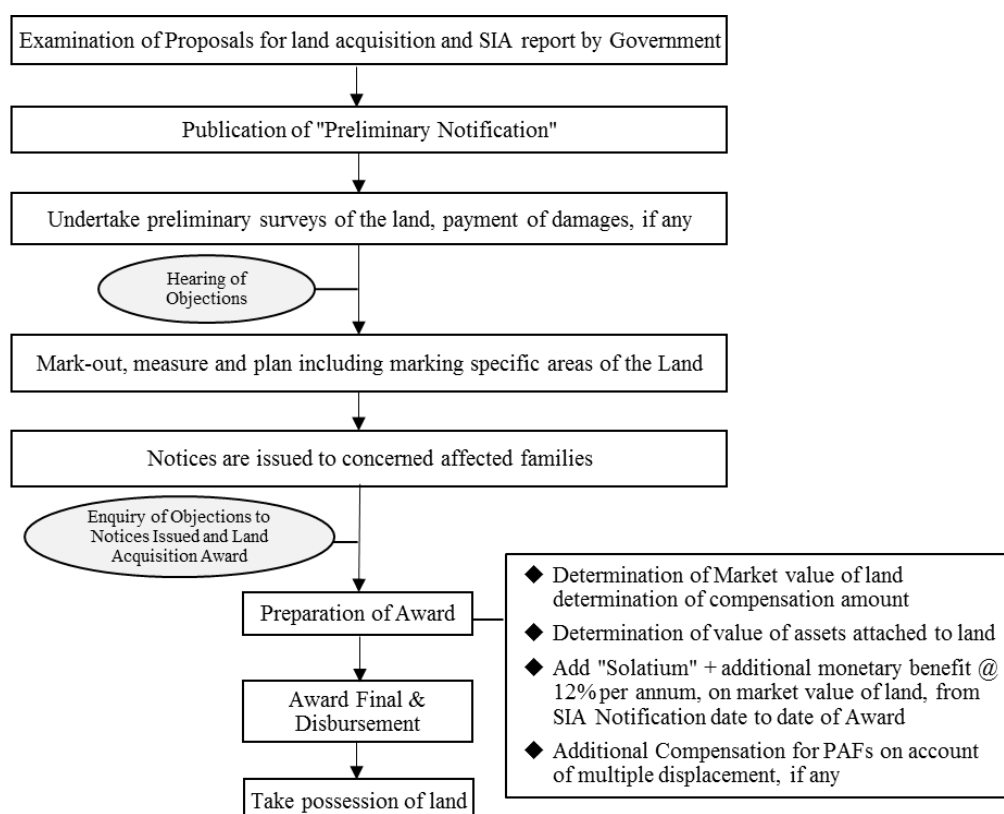 Examination of Proposals for land acquisition and SIA report by Government
Publication of "Preliminary Notification"
Undertake preliminary surveys of the land, payment of damages, if any
Hearing of
Objections
Mark-out, measure and plan including marking specific areas of the Land
Notices are issued to concerned affected families
Enquiry of Objections to
Notices Issued and Land
Acquisition Award
Preparation of Award
◆ Determination of Market value of land
determination of compensation amount
◆ Determination of value of assets attached to land
◆ Add "Solatium" + additional monetary benefit @
12% per annum, on market value of land, from
SIA Notification date to date of Award
◆ Additional Compensation for PAFs on account
of multiple displacement, if any
Award Final &
Disbursement
Take possession of land